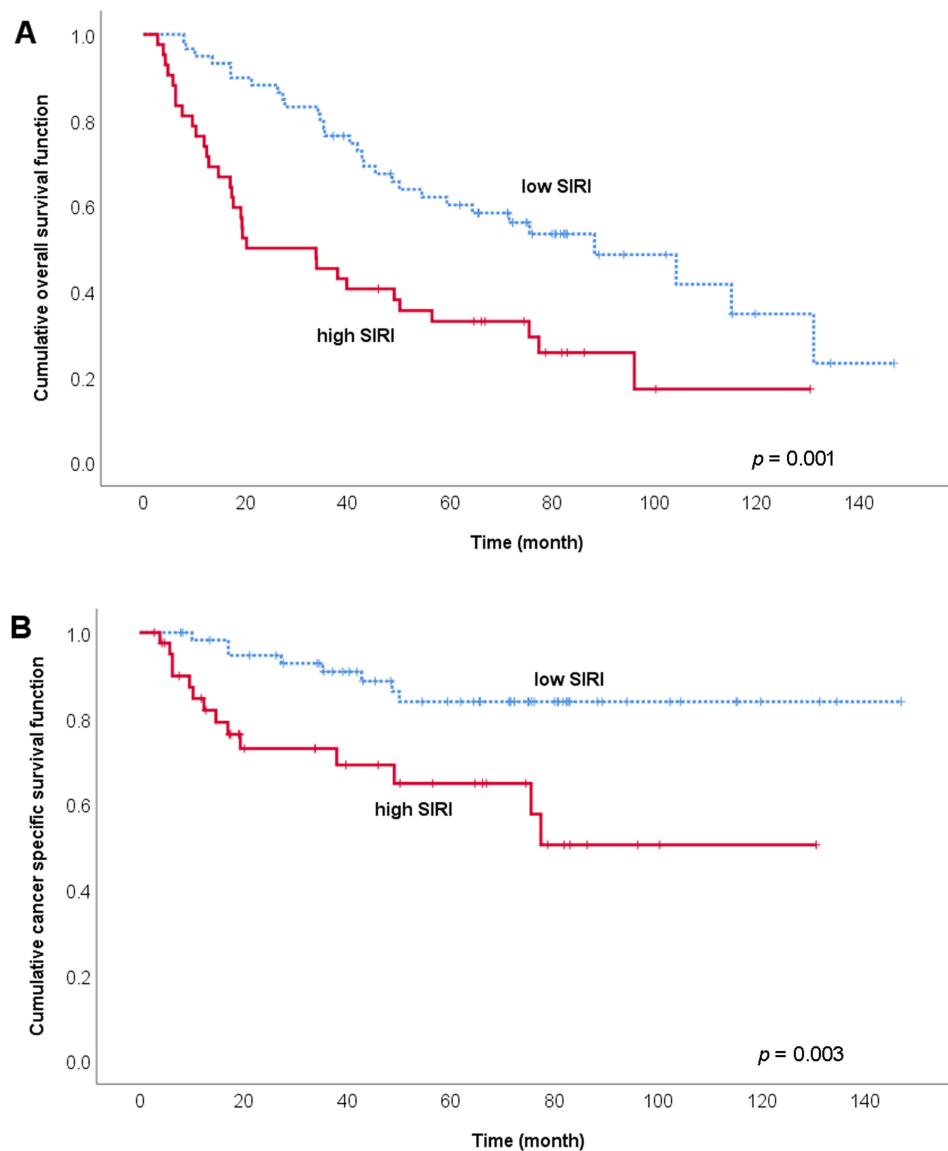 A
Cumulative overall survival function
1.0
0.8
0.6
0.4
0.2
0.0
low SIRI
high SIRI
p = 0.001
0 20 40 60 80 100 120 140
Time (month)
B
Cumulative cancer specific survival function
1.0
0.8
0.6
0.4
0.2
0.0
low SIRI
high SIRI
p = 0.003
0 20 40 60 80 100 120 140
Time (month)